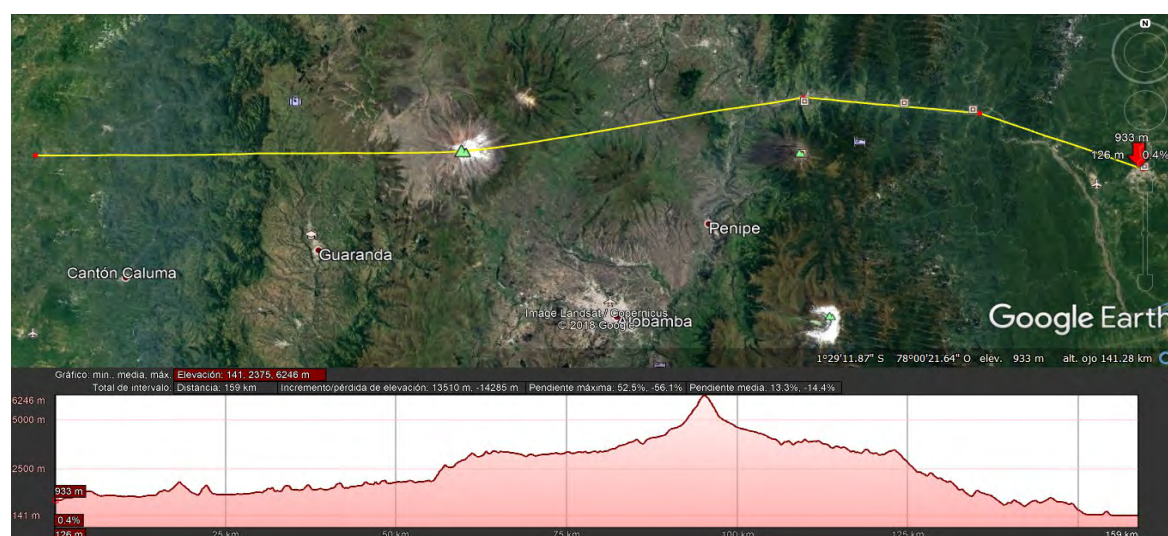 N
933 m
126 m 0.4%
Penipe
Guaranda
Cantón Caluma
Image Landsat / Copernicus
© 2018 Google
obamba
Google Earth
1°29'11.87" S 78°00'21.64" O elev. 933 m alt. ojo 141.28 km
Gráfico: min., media, máx. Elevación: 141, 2375, 6246 m
Total de intervalo: Distancia: 159 km Incremento/pérdida de elevación: 13510 m, -14285 m Pendiente máxima: 52.5%, -56.1% Pendiente media: 13.3%, -14.4%
6246 m
5000 m
2500 m
933 m
141 m
0.4%
126 m 25 km 50 km 75 km 100 km 125 km 159 km